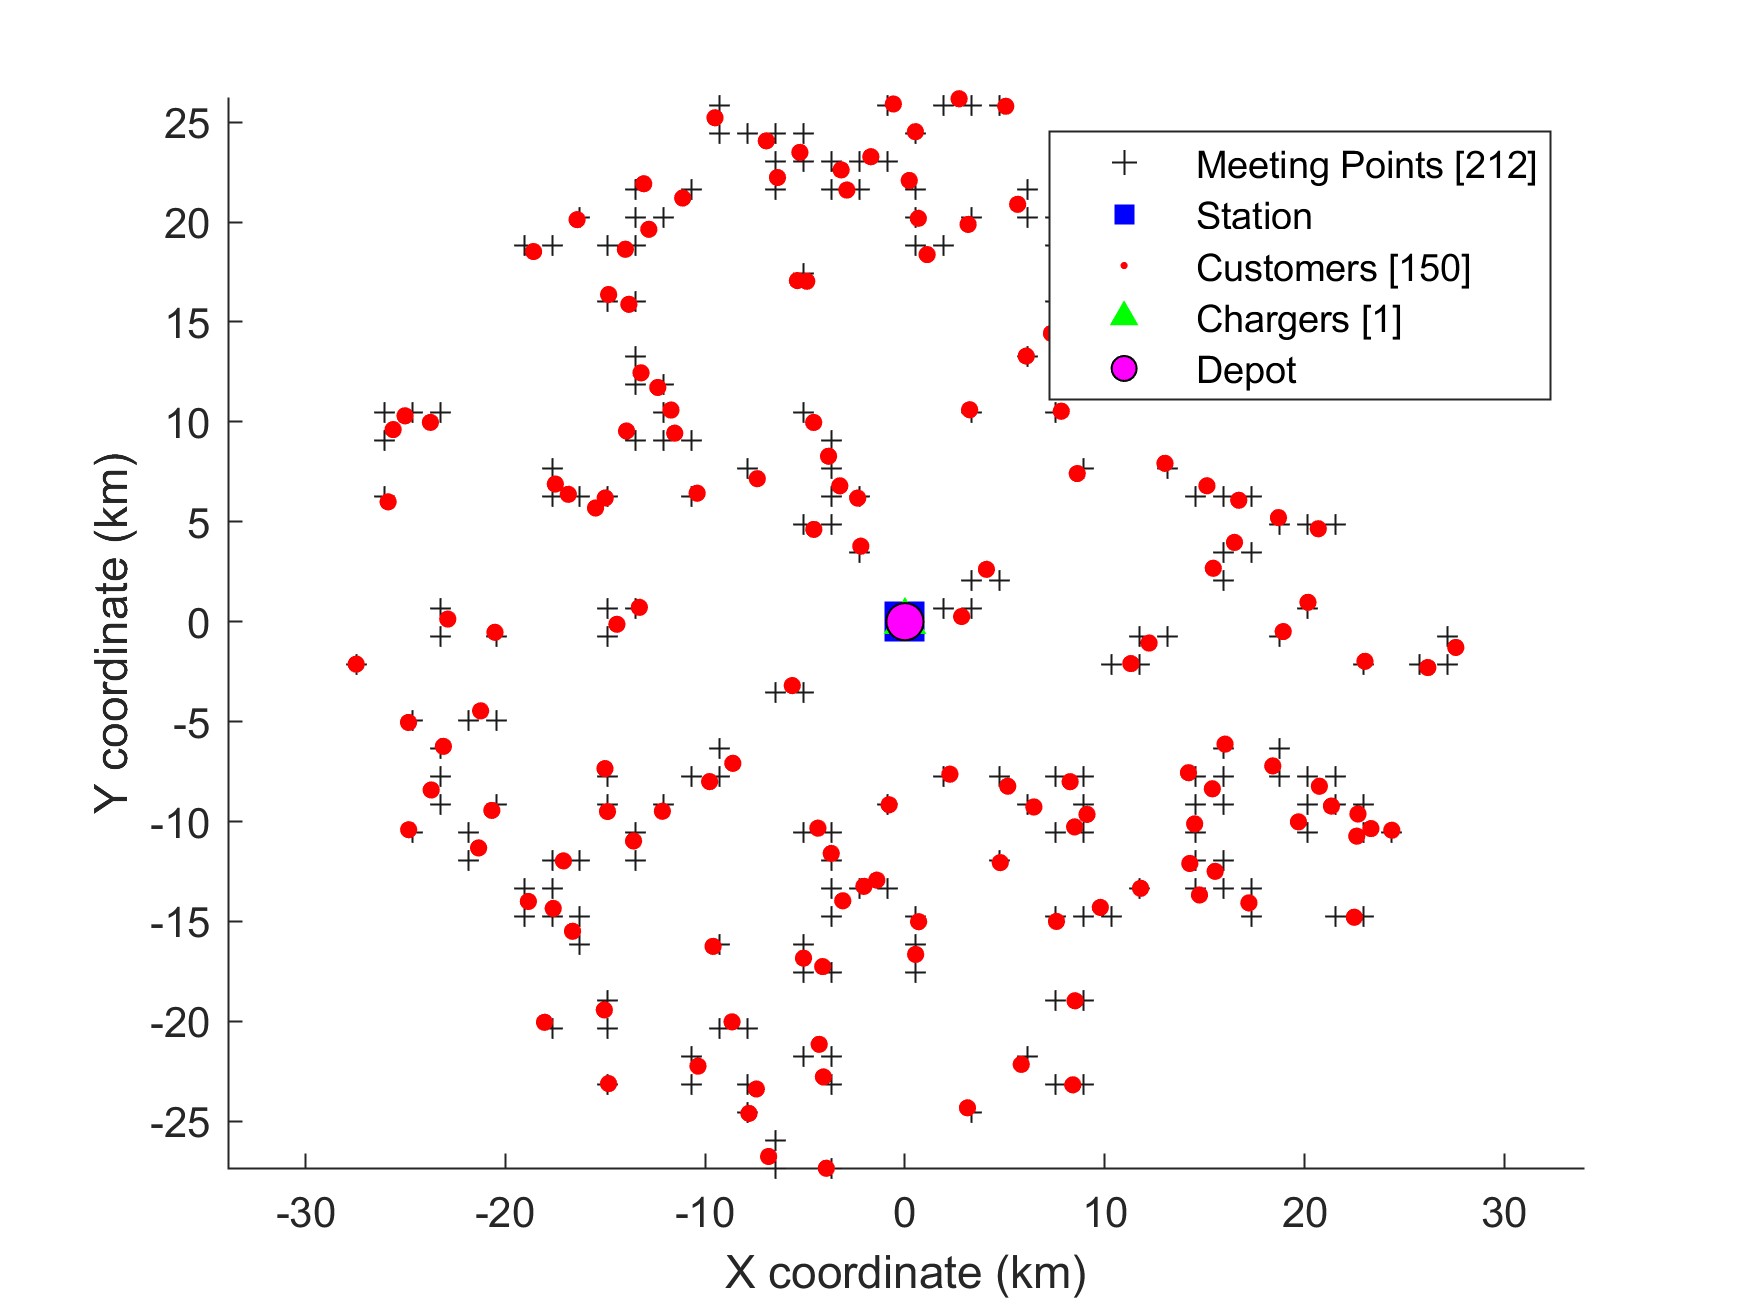 25
20
15
10
5
0
-5
-10
-15
-20
-25
Y coordinate (km)
Meeting Points [212]
Station
Customers [150]
Chargers [1]
Depot
-30 -20 -10 0 10 20 30
X coordinate (km)